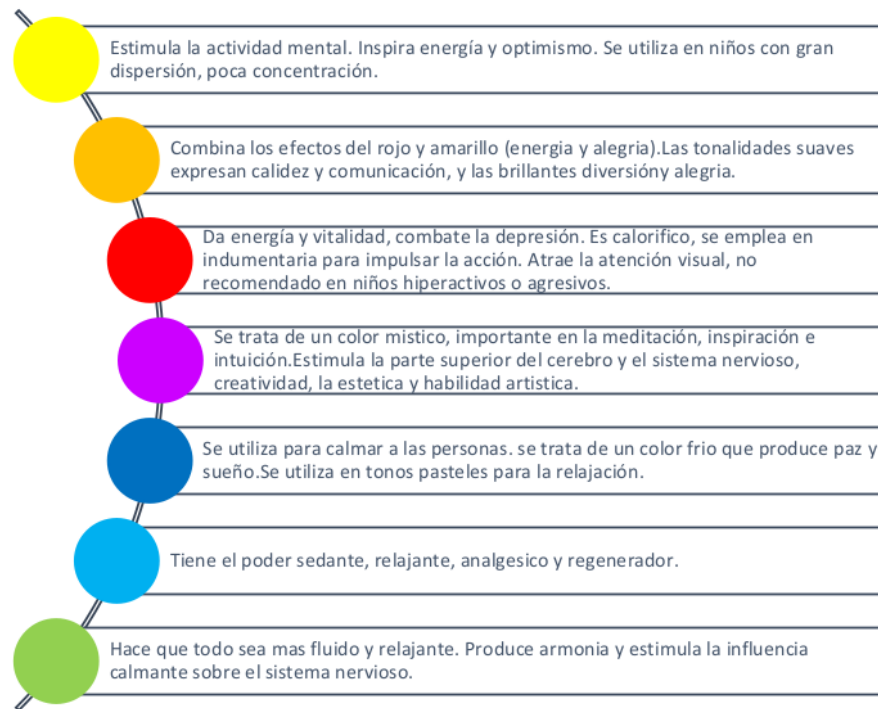 Estimula la actividad mental. Inspira energía y optimismo. Se utiliza en niños con gran
dispersión, poca concentración.
Combina los efectos del rojo y amarillo (energia y alegria).Las tonalidades suaves
expresan calidez y comunicación, y las brillantes diversióny alegria.
Da energía y vitalidad, combate la depresión. Es calorifico, se emplea en
indumentaria para impulsar la acción. Atrae la atención visual, no
recomendado en niños hiperactivos o agresivos.
Se trata de un color mistico, importante en la meditación, inspiración e
intuición.Estimula la parte superior del cerebro y el sistema nervioso,
creatividad, la estetica y habilidad artistica.
Se utiliza para calmar a las personas. se trata de un color frio que produce paz y
sueño.Se utiliza en tonos pasteles para la relajación.
Tiene el poder sedante, relajante, analgesico y regenerador.
Hace que todo sea mas fluido y relajante. Produce armonia y estimula la influencia
calmante sobre el sistema nervioso.